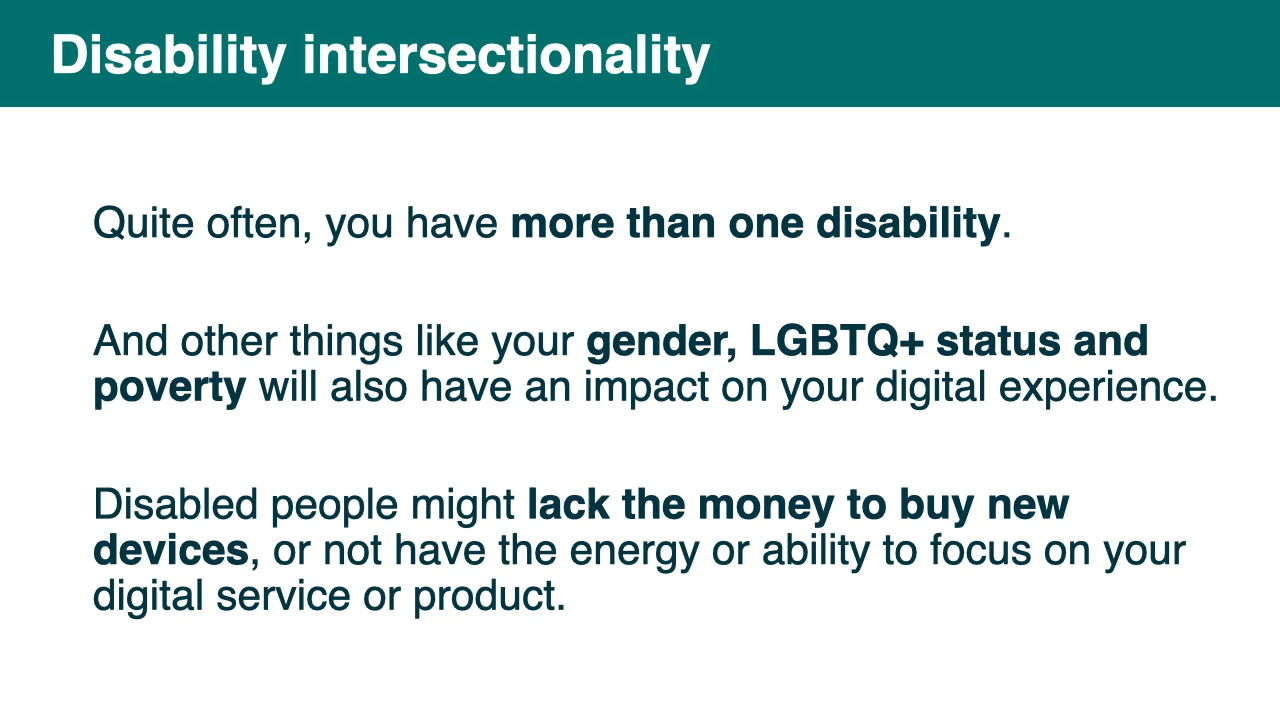 Disability intersectionality
Quite often, you have more than one disability.
And other things like your gender, LGBTQ+ status and
poverty will also have an impact on your digital experience.
Disabled people might lack the money to buy new
devices, or not have the energy or ability to focus on your
digital service or product.